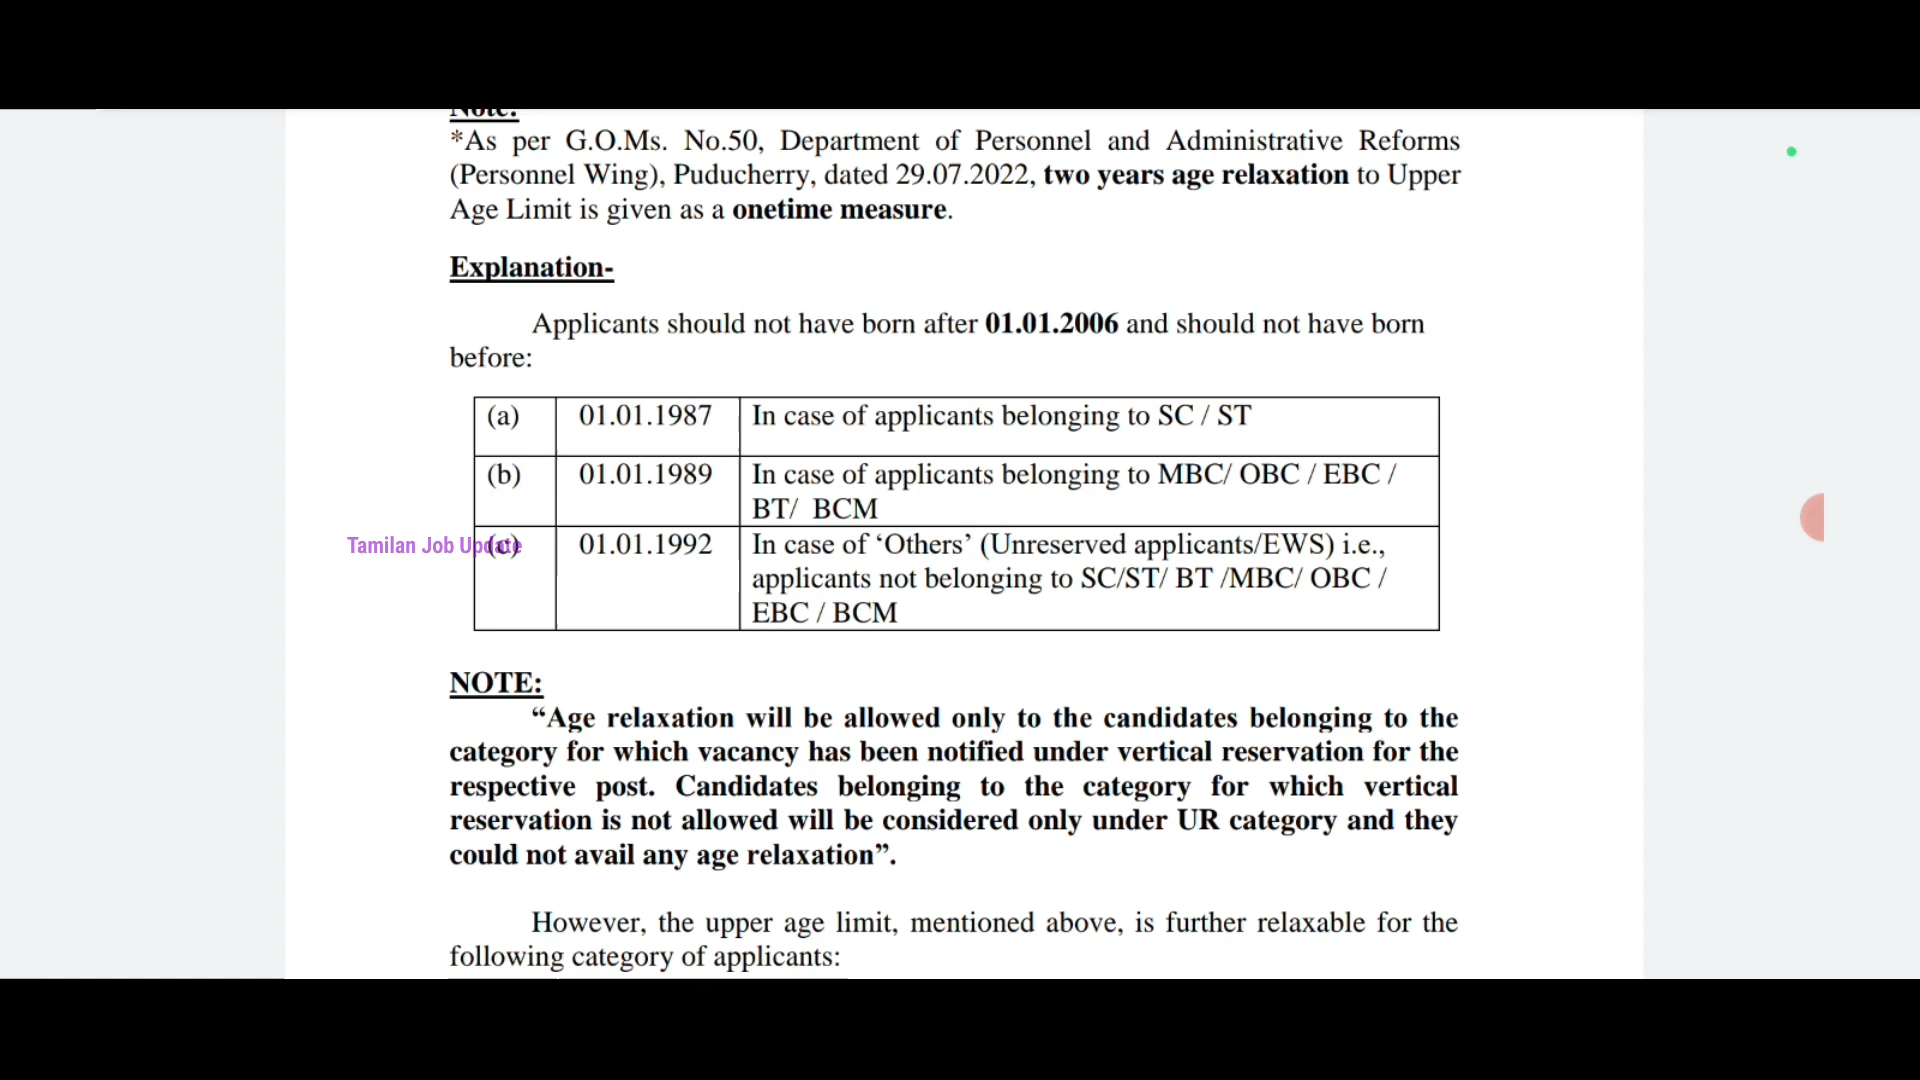 Note:
*As per G.O.Ms. No.50, Department of Personnel and Administrative Reforms
(Personnel Wing), Puducherry, dated 29.07.2022, two years age relaxation to Upper
Age Limit is given as a onetime measure.
Explanation-
Applicants should not have born after 01.01.2006 and should not have born
before:
(a) 01.01.1987 In case of applicants belonging to SC / ST
(b) 01.01.1989 In case of applicants belonging to MBC/ OBC / EBC /
BT/ BCM
Tamilan Job Update
(c) 01.01.1992 In case of ‘Others’ (Unreserved applicants/EWS) i.e.,
applicants not belonging to SC/ST/ BT /MBC/ OBC /
EBC / BCM
NOTE:
“Age relaxation will be allowed only to the candidates belonging to the
category for which vacancy has been notified under vertical reservation for the
respective post. Candidates belonging to the category for which vertical
reservation is not allowed will be considered only under UR category and they
could not avail any age relaxation”.
However, the upper age limit, mentioned above, is further relaxable for the
following category of applicants: